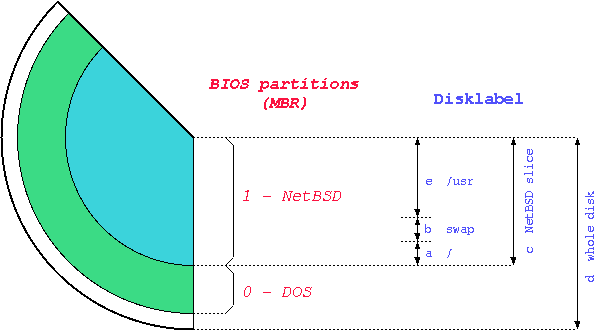 BIOS partitions
(MBR)
Disklabel
1 - NetBSD
0 - DOS
e /usr
b swap
a /
c NetBSD slice
d whole disk